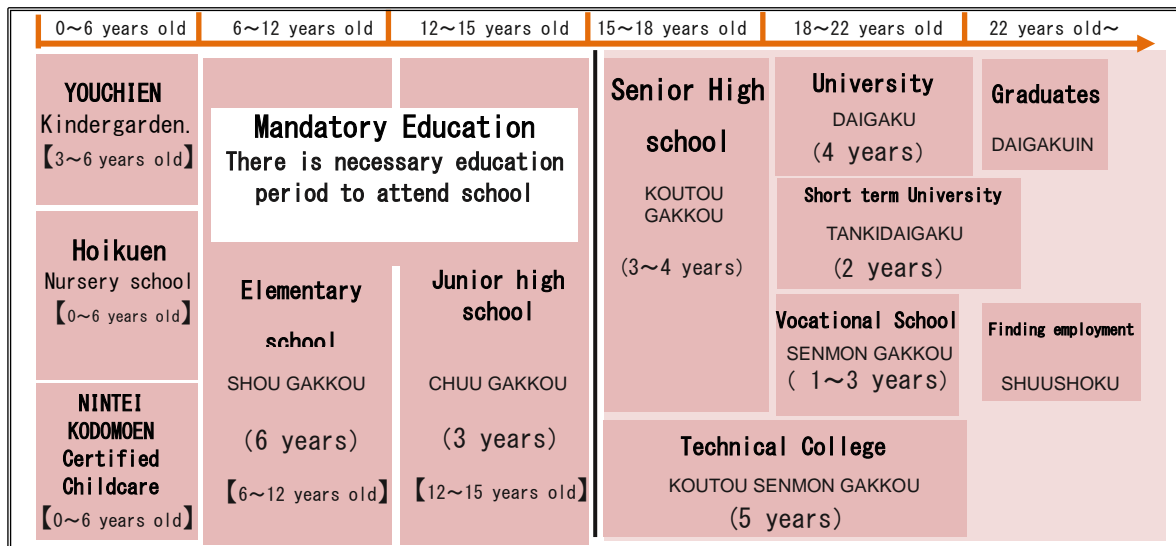 0～6 years old
6～12 years old
12～15 years old
15～18 years old
18～22 years old
22 years old～
YOUCHIEN
Kindergarden.
【3～6 years old】
Hoikuen
Nursery school
【0～6 years old】
NINTEI
KODOMOEN
Certified
Childcare
【0～6 years old】
Mandatory Education
There is necessary education
period to attend school
Elementary
school
SHOU GAKKOU
(6 years)
【6～12 years old】
Junior high
school
CHUU GAKKOU
(3 years)
【12～15 years old】
Senior High
school
KOUTOU
GAKKOU
(3～4 years)
University
DAIGAKU
(4 years)
Short term University
TANKIDAIGAKU
(2 years)
Vocational School
SENMON GAKKOU
( 1～3 years)
Technical College
KOUTOU SENMON GAKKOU
(5 years)
Graduates
DAIGAKUIN
Finding employment
SHUUSHOKU